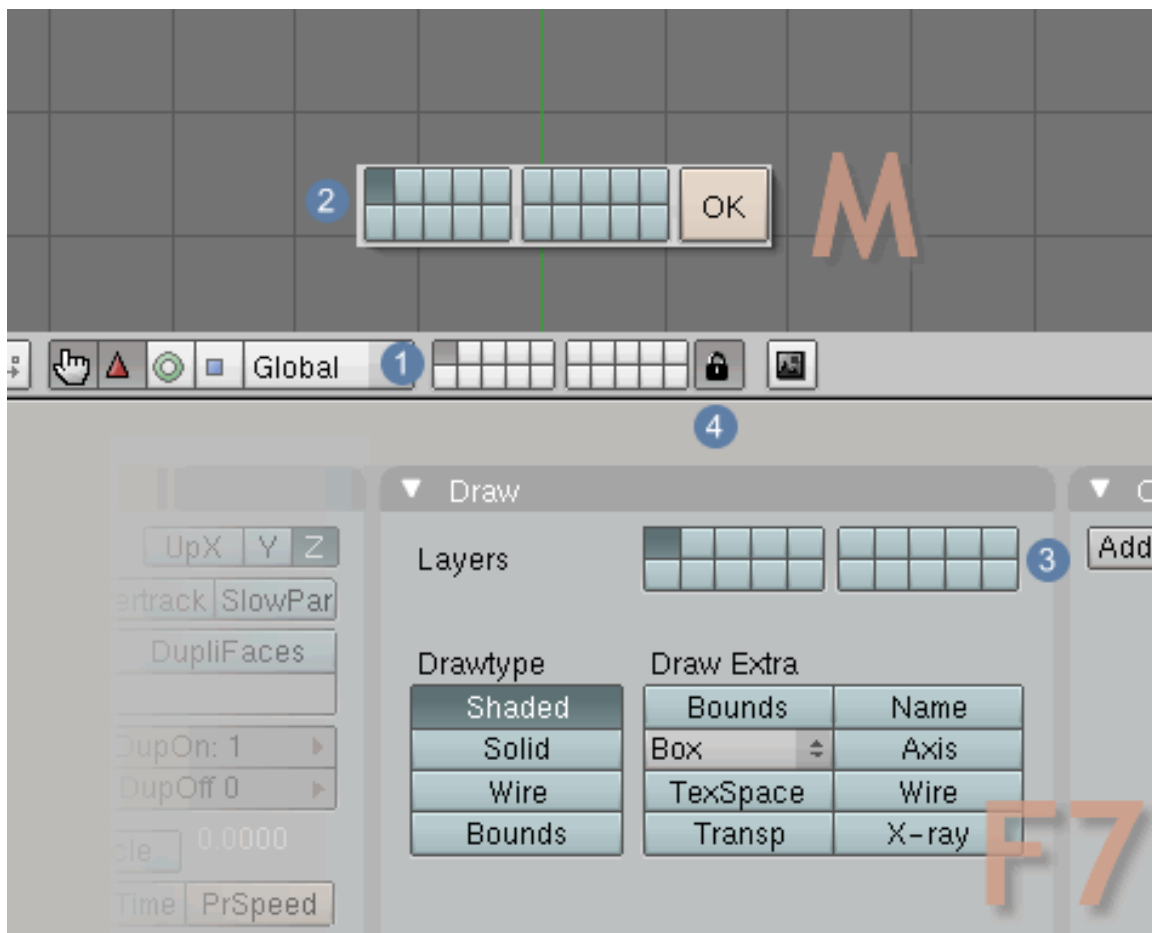 2
OK
M
Global
1
4
Draw
UpX Y Z
Layers
3
Add
ertrack SlowPar
DupliFaces
Drawtype
Draw Extra
Shaded
Bounds
Name
DupOn: 1
Solid
Box
Axis
DupOff 0
Wire
TexSpace
Wire
cle
0.0000
Bounds
Transp
X-ray
F7
Time PrSpeed